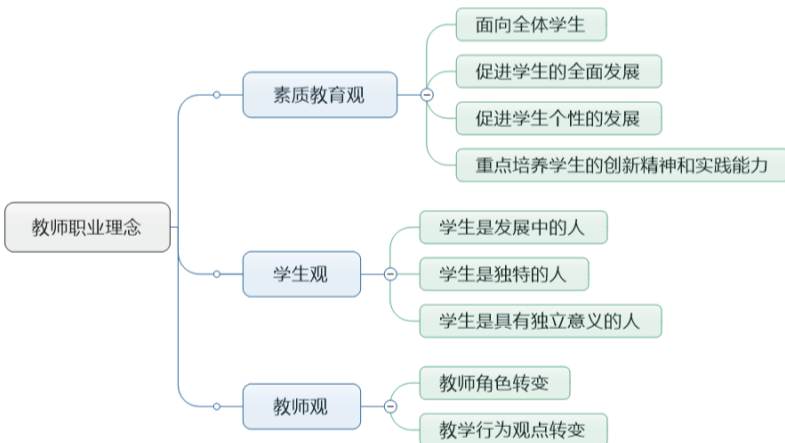 面向全体学生
促进学生的全面发展
素质教育观
促进学生个性的发展
重点培养学生的创新精神和实践能力
教师职业理念
学生是发展中的人
学生观
学生是独特的人
学生是具有独立意义的人
教师角色转变
教师观
教学行为观点转变